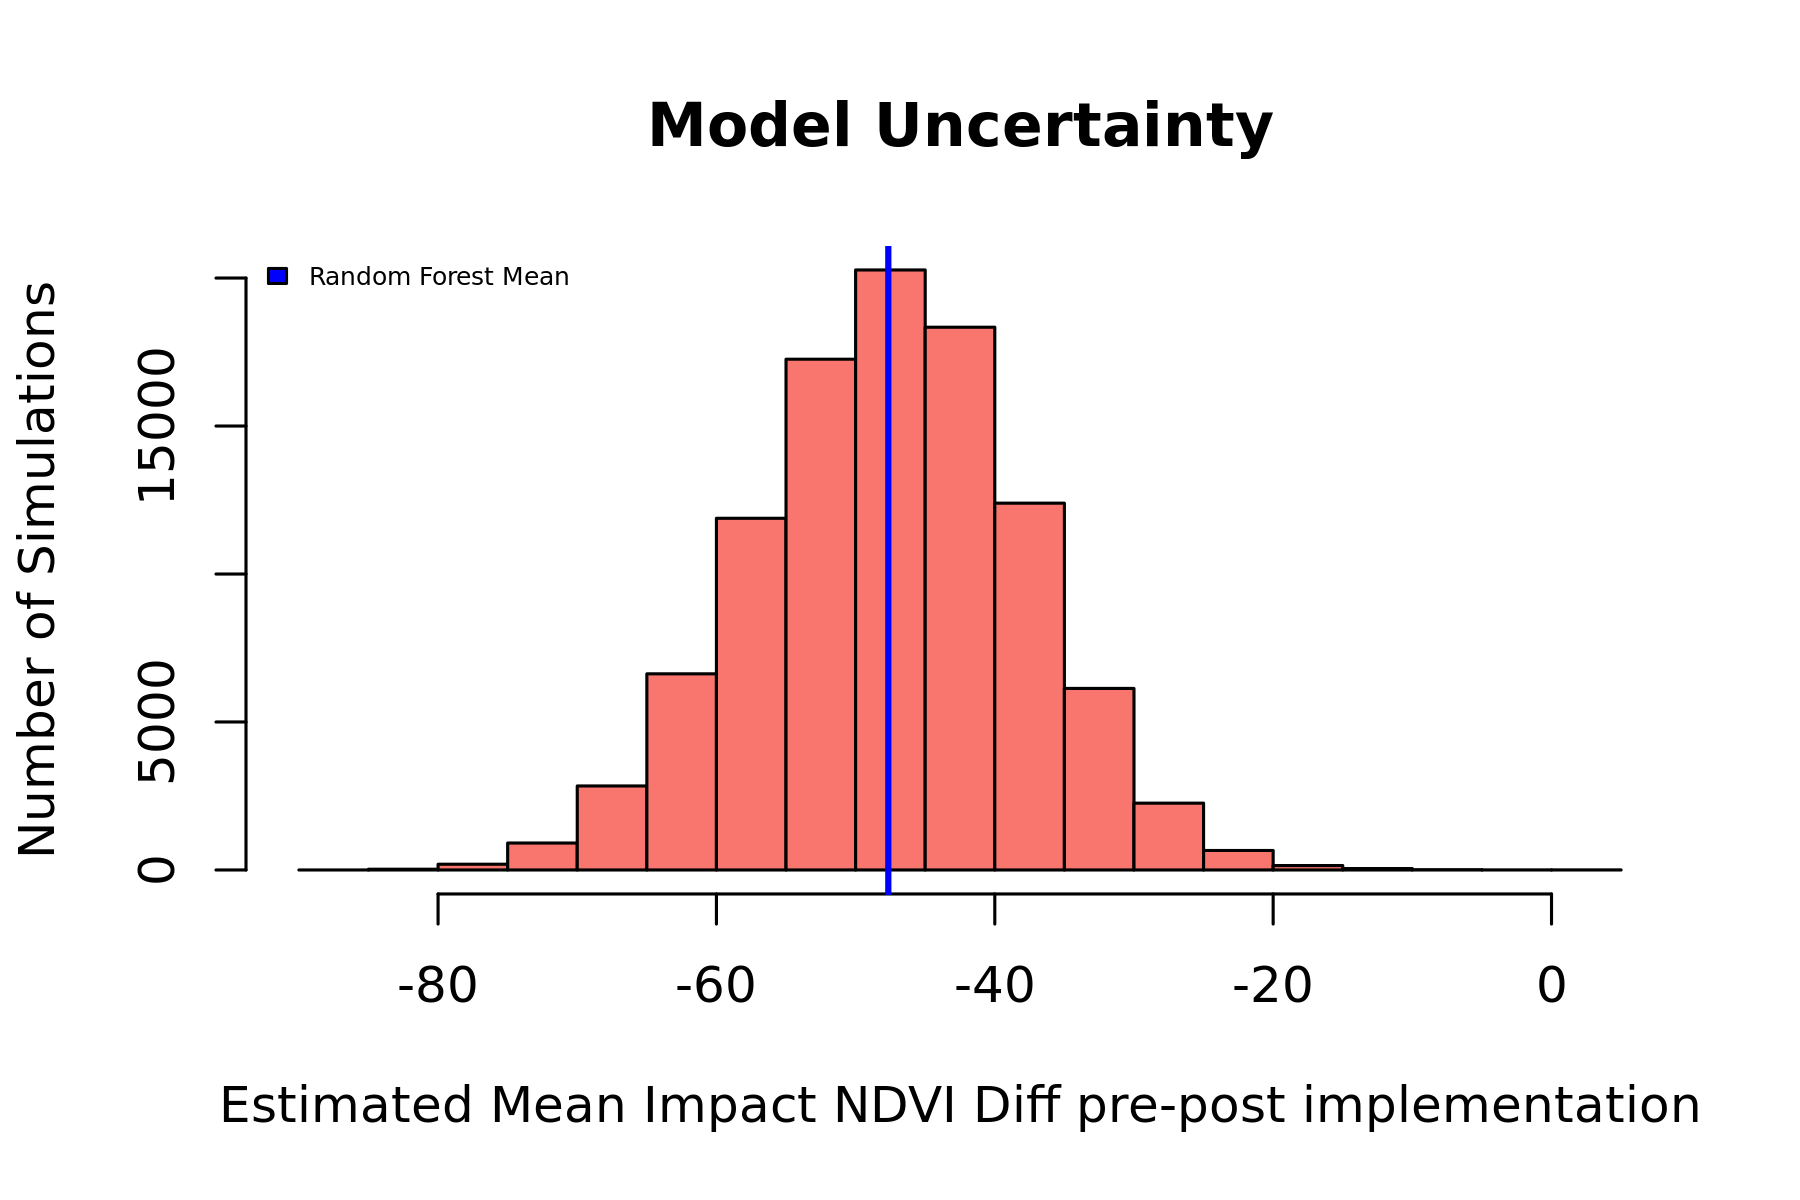 Model Uncertainty
Random Forest Mean
Number of Simulations
15000
5000
0
-80 -60 -40 -20 0
Estimated Mean Impact NDVI Diff pre-post implementation